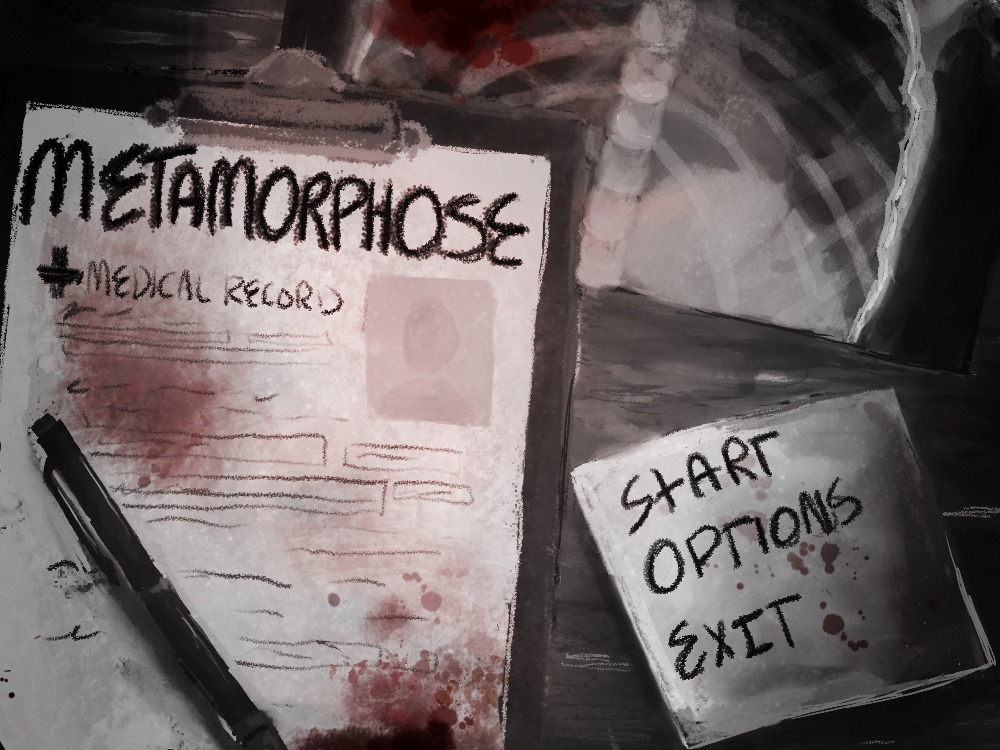 METAMORPHOSE
MEDICAL RECORD
START
OPTIONS
EXIT